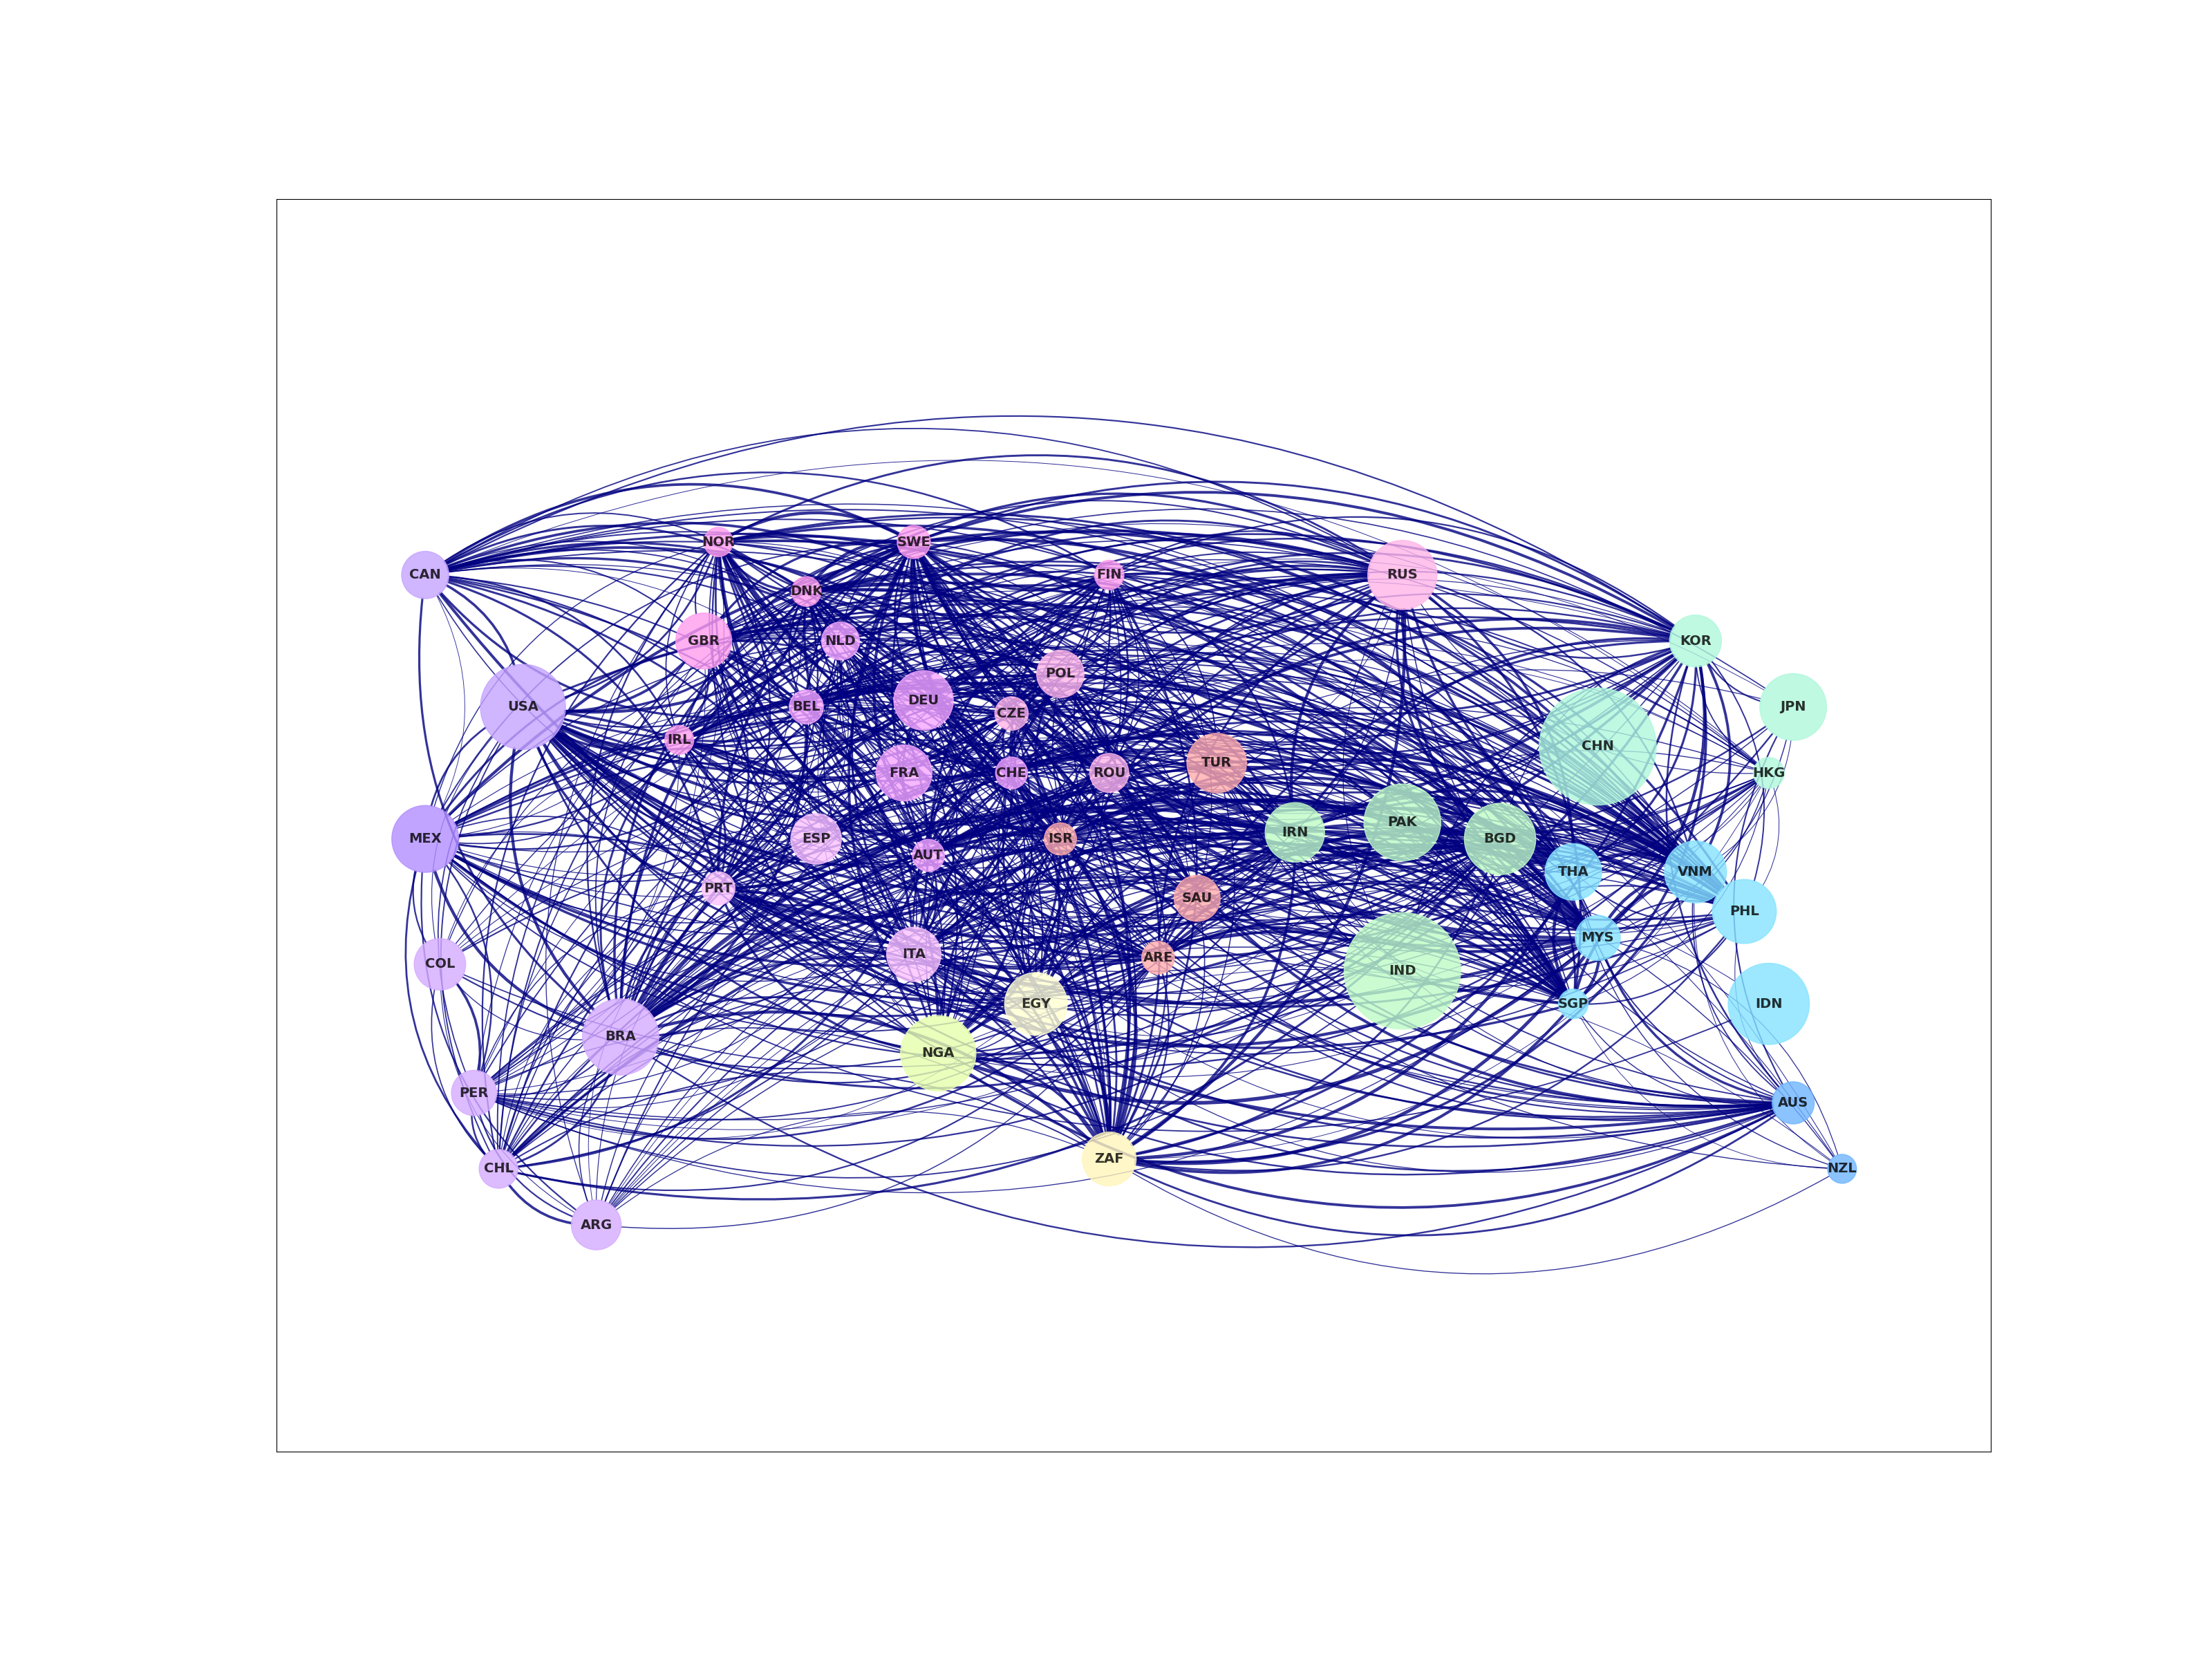 NOR
SWE
CAN
FIN
RUS
DNK
GBR
NLD
KOR
POL
DEU
USA
BEL
CZE
JPN
IRL
CHN
TUR
FRA
CHE
ROU
HKG
PAK
IRN
MEX
ESP
ISR
BGD
AUT
THA
VNM
PRT
SAU
PHL
MYS
ITA
ARE
COL
IND
EGY
SGP
IDN
BRA
NGA
PER
AUS
ZAF
CHL
NZL
ARG